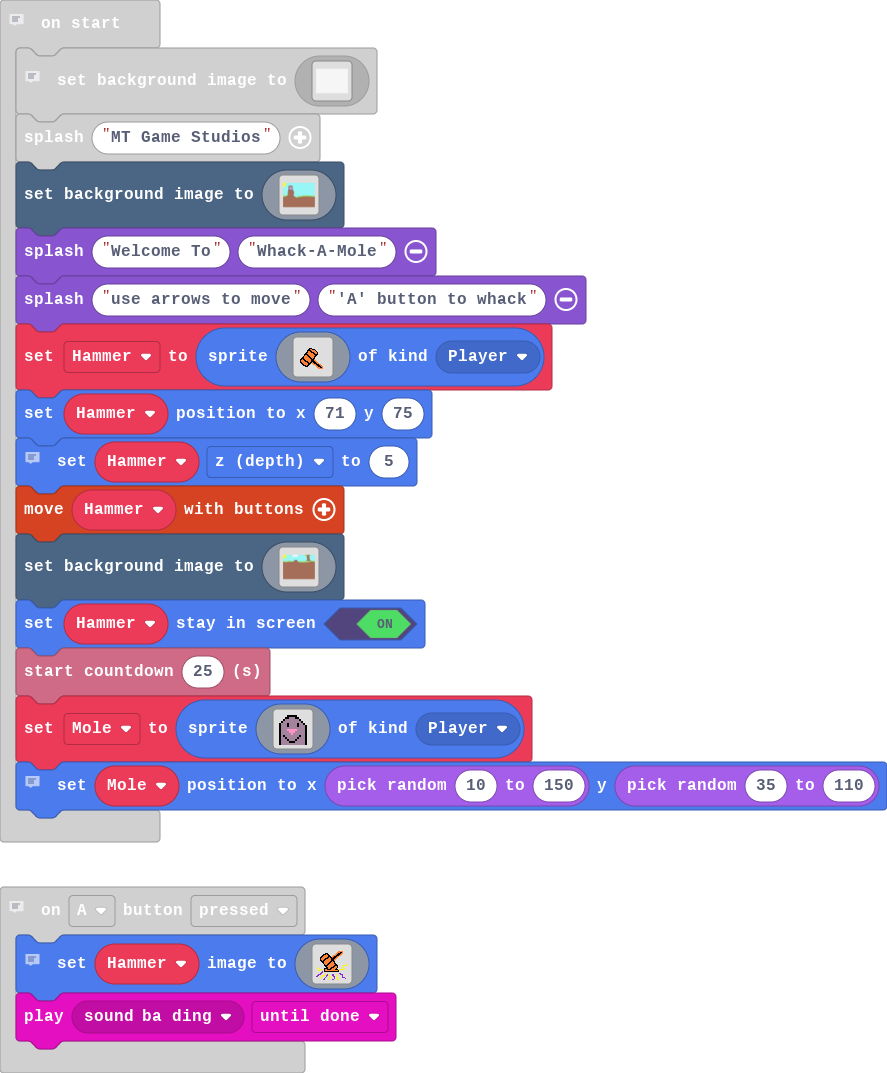 on start
set background image to
splash "MT Game Studios"
set background image to
splash "Welcome To" "Whack-A-Mole"
splash "use arrows to move" "'A' button to whack"
set Hammer to sprite of kind Player
set Hammer position to x 71 y 75
set Hammer z (depth) to 5
move Hammer with buttons
set background image to
set Hammer stay in screen ON
start countdown 25 (s)
set Mole to sprite of kind Player
set Mole position to x pick random 10 to 150 y pick random 35 to 110
on A button pressed
set Hammer image to
play sound ba ding until done